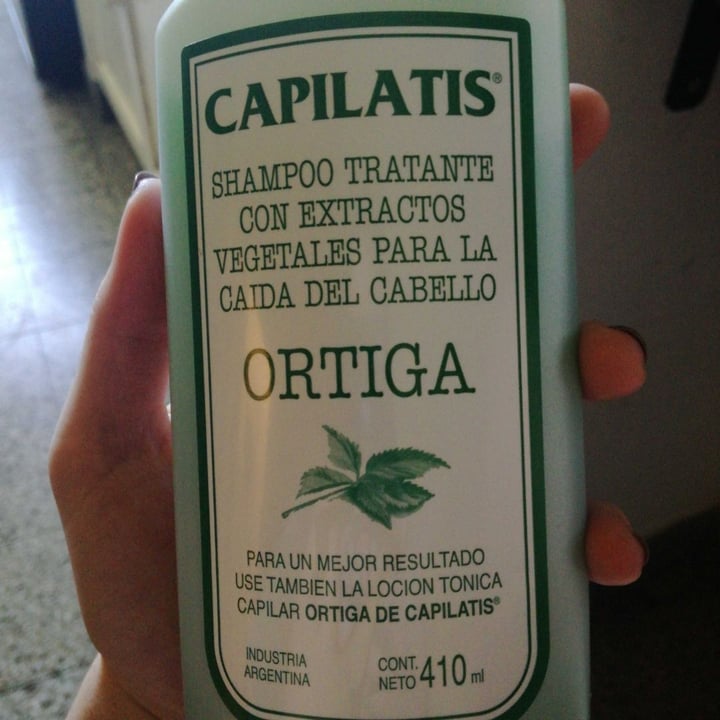 CAPILATIS®
SHAMPOO TRATANTE
CON EXTRACTOS
VEGETALES PARA LA
CAIDA DEL CABELLO
ORTIGA
PARA UN MEJOR RESULTADO
USE TAMBIEN LA LOCION TONICA
CAPILAR ORTIGA DE CAPILATIS®
INDUSTRIA
ARGENTINA
CONT.
NETO 410 ml